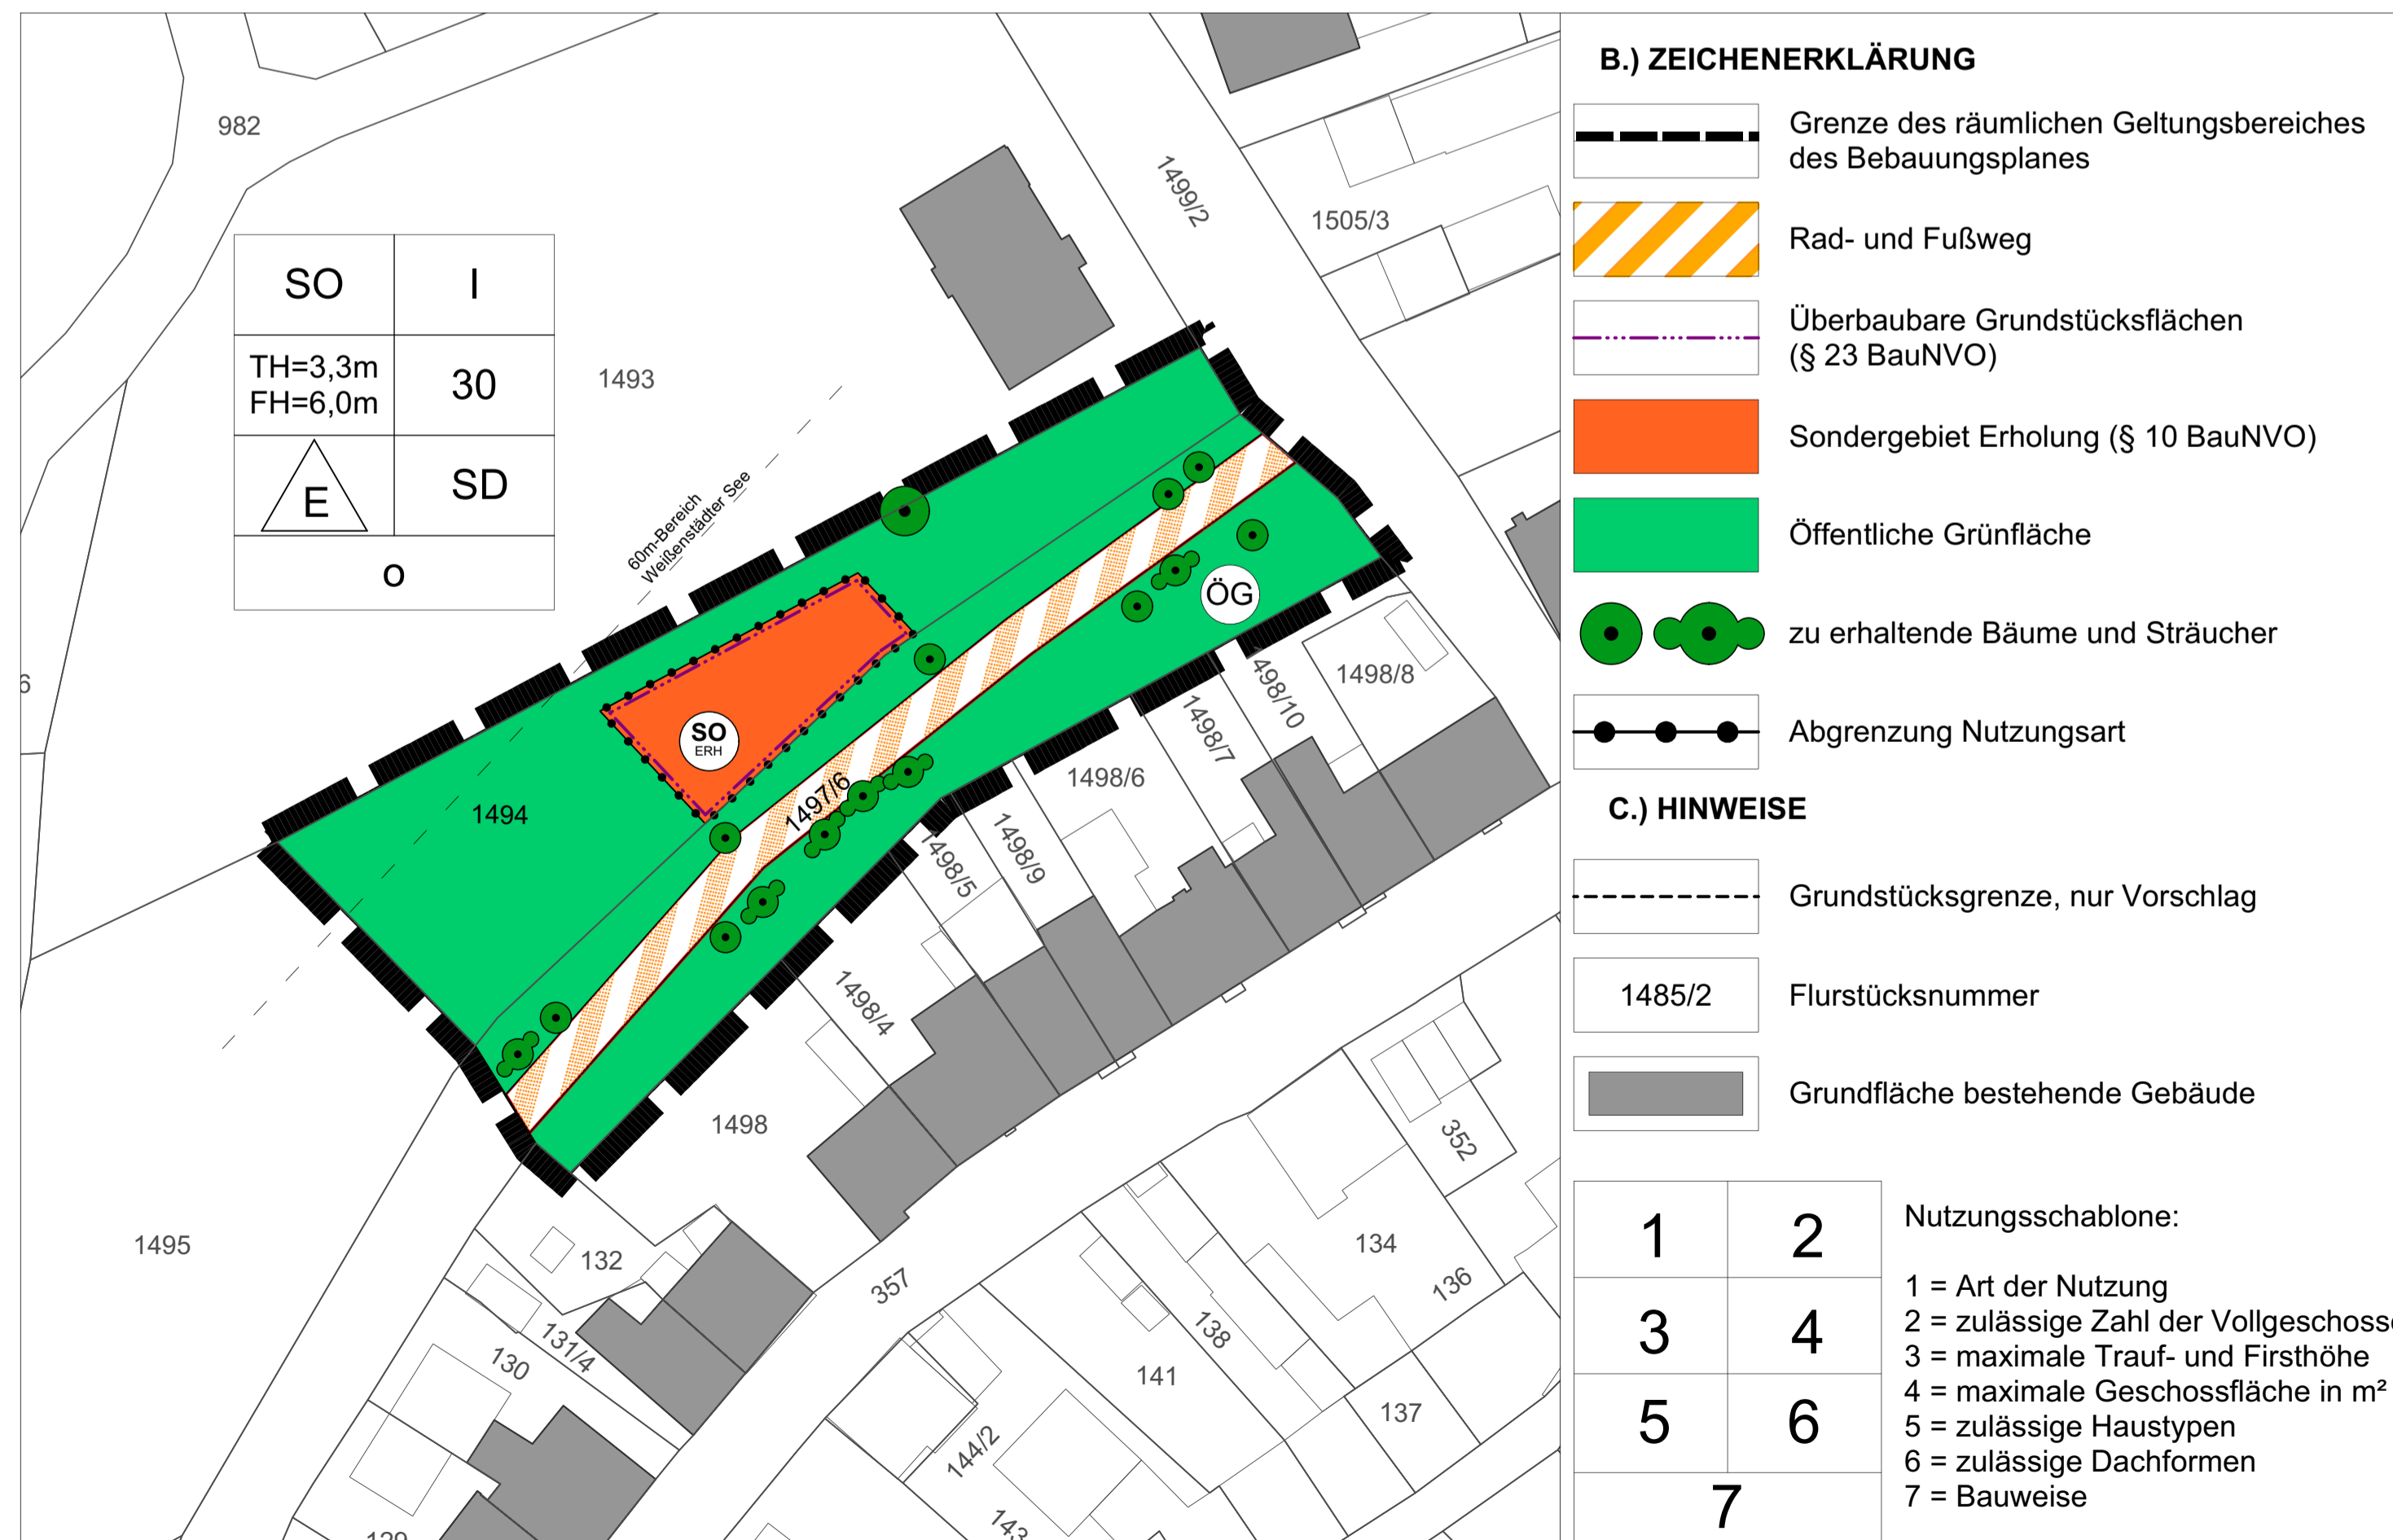 982
1499/2
1505/3
SO
I
TH=3,3m
FH=6,0m
30
E
SD
o
1493
60m-Bereich
Weißenstädter See
ÖG
SO
ERH
1494
1497/6
1498/8
1498/10
1498/7
1498/6
1498/9
1498/5
1498/4
1498
1495
132
131/4
130
357
352
134
136
138
141
137
144/2
143
B.) ZEICHENERKLÄRUNG
Grenze des räumlichen Geltungsbereiches
des Bebauungsplanes
Rad- und Fußweg
Überbaubare Grundstücksflächen
(§ 23 BauNVO)
Sondergebiet Erholung (§ 10 BauNVO)
Öffentliche Grünfläche
zu erhaltende Bäume und Sträucher
Abgrenzung Nutzungsart
C.) HINWEISE
Grundstücksgrenze, nur Vorschlag
1485/2
Flurstücksnummer
Grundfläche bestehende Gebäude
1 2
3 4
5 6
7
Nutzungsschablone:
1 = Art der Nutzung
2 = zulässige Zahl der Vollgeschosse
3 = maximale Trauf- und Firsthöhe
4 = maximale Geschossfläche in m²
5 = zulässige Haustypen
6 = zulässige Dachformen
7 = Bauweise